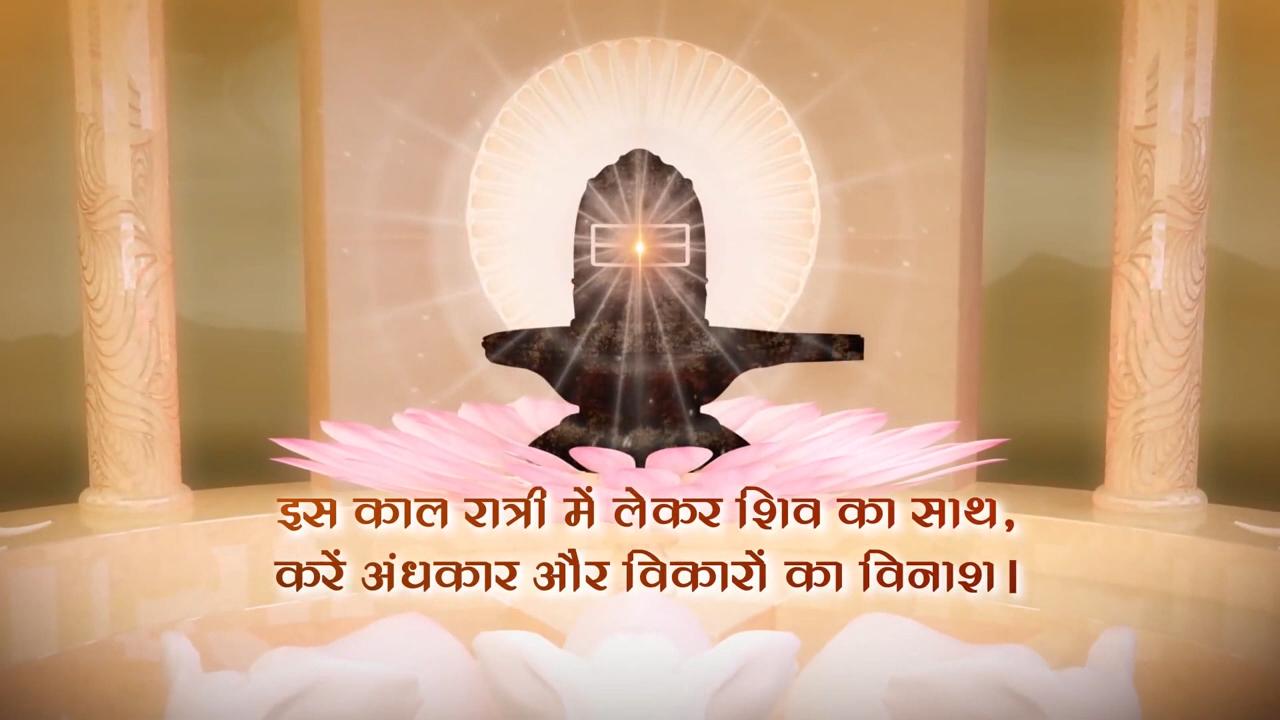 इस काल रात्री में लेकर शिव का साथ,
करें अंधकार और विकारों का विनाश।